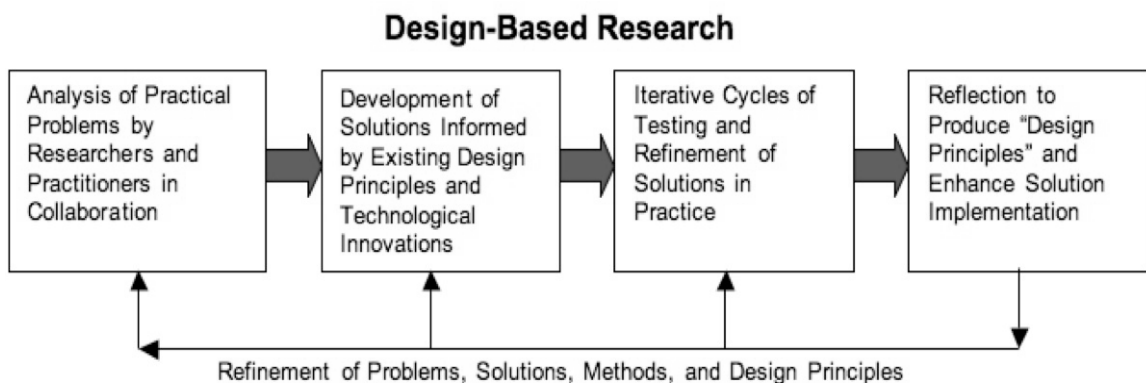 Design-Based Research
Analysis of Practical
Problems by
Researchers and
Practitioners in
Collaboration
Development of
Solutions Informed
by Existing Design
Principles and
Technological
Innovations
Iterative Cycles of
Testing and
Refinement of
Solutions in
Practice
Reflection to
Produce “Design
Principles" and
Enhance Solution
Implementation
Refinement of Problems, Solutions, Methods, and Design Principles